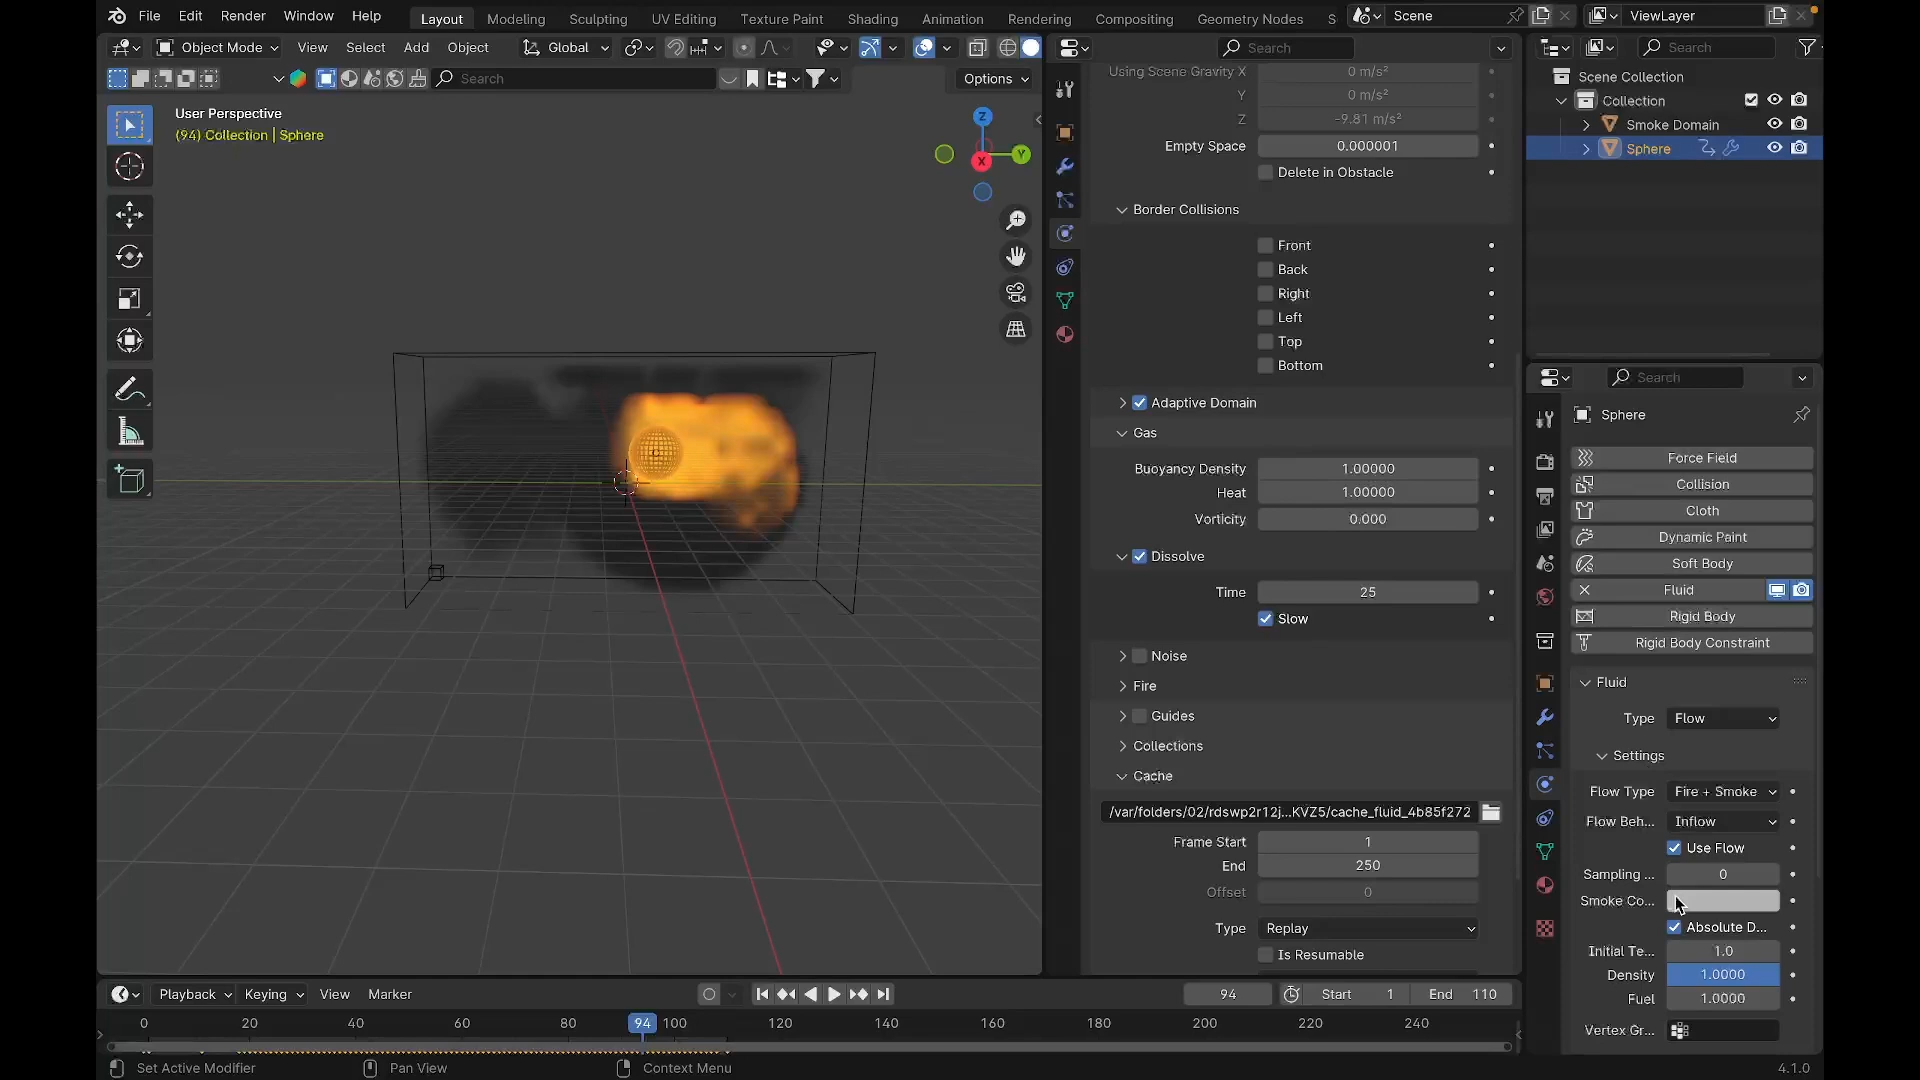 File Edit Render Window Help Layout Modeling Sculpting UV Editing Texture Paint Shading Animation Rendering Compositing Geometry Nodes S Scene ViewLayer
Object Mode View Select Add Object Global Search Search
Search Options
User Perspective
(94) Collection | Sphere
Z
Y
X
Using Scene Gravity X 0 m/s²
Y 0 m/s²
Z -9.81 m/s²
Empty Space 0.000001
Delete in Obstacle
Border Collisions
Front
Back
Right
Left
Top
Bottom
Adaptive Domain
Gas
Buoyancy Density 1.00000
Heat 1.00000
Vorticity 0.000
Dissolve
Time 25
Slow
Noise
Fire
Guides
Collections
Cache
/var/folders/02/rdswp2r12j...KVZ5/cache_fluid_4b85f272
Frame Start 1
End 250
Offset 0
Type Replay
Is Resumable
Scene Collection
Collection
Smoke Domain
Sphere
Search
Sphere
Force Field
Collision
Cloth
Dynamic Paint
Soft Body
Fluid
Rigid Body
Rigid Body Constraint
Fluid
Type Flow
Settings
Flow Type Fire + Smoke
Flow Beh... Inflow
Use Flow
Sampling ... 0
Smoke Co...
Absolute D...
Initial Te... 1.0
Density 1.0000
Fuel 1.0000
Vertex Gr...
Playback Keying View Marker 94 Start 1 End 110
0 20 40 60 80 94 100 120 140 160 180 200 220 240
Set Active Modifier Pan View Context Menu 4.1.0